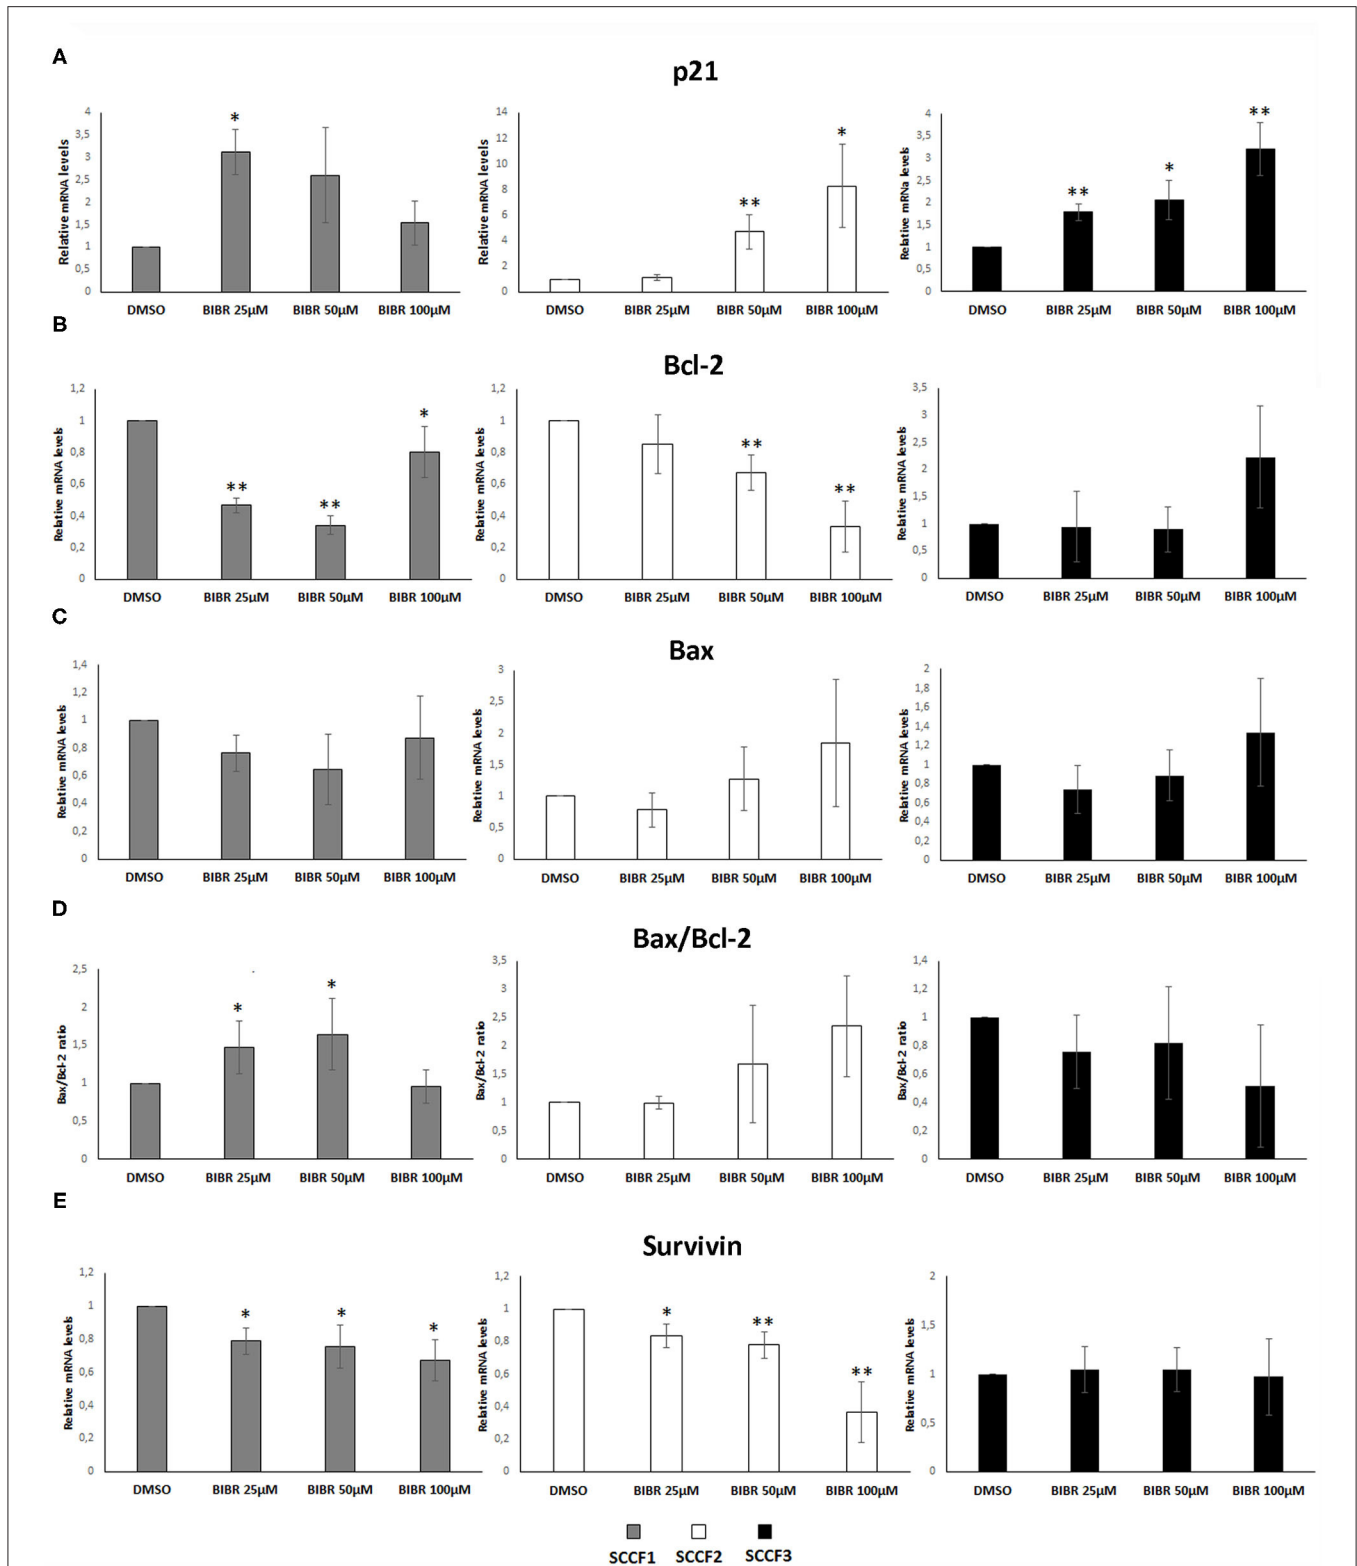 A
p21
Relative mRNA levels
4
3,5
3
2,5
2
1,5
1
0,5
0
*
DMSO BIBR 25µM BIBR 50µM BIBR 100µM
Relative mRNA levels
14
12
10
8
6
4
2
0
** *
DMSO BIBR 25µM BIBR 50µM BIBR 100µM
Relative mRNa levels
4
3,5
3
2,5
2
1,5
1
0,5
0
** * **
DMSO BIBR 25µM BIBR 50µM BIBR 100µM
B
Bcl-2
Relative mRNA levels
1,2
1
0,8
0,6
0,4
0,2
0
** ** *
DMSO BIBR 25µM BIBR 50µM BIBR 100µM
Relative mRNA levels
1,2
1
0,8
0,6
0,4
0,2
0
** **
DMSO BIBR 25µM BIBR 50µM BIBR 100µM
Relative mRNA levels
3,5
3
2,5
2
1,5
1
0,5
0
DMSO BIBR 25µM BIBR 50µM BIBR 100µM
C
Bax
Relative mRNA levels
1,4
1,2
1
0,8
0,6
0,4
0,2
0
DMSO BIBR 25µM BIBR 50µM BIBR 100µM
Relative mRNA levels
3
2,5
2
1,5
1
0,5
0
DMSO BIBR 25µM BIBR 50µM BIBR 100µM
Relative mRNA levels
2
1,8
1,6
1,4
1,2
1
0,8
0,6
0,4
0,2
0
DMSO BIBR 25µM BIBR 50µM BIBR 100µM
D
Bax/Bcl-2
Bax/Bcl-2 ratio
2,5
2
1,5
1
0,5
0
* *
DMSO BIBR 25µM BIBR 50µM BIBR 100µM
Bax/Bcl-2 ratio
3,5
3
2,5
2
1,5
1
0,5
0
DMSO BIBR 25µM BIBR 50µM BIBR 100µM
Bax/Bcl-2 ratio
1,4
1,2
1
0,8
0,6
0,4
0,2
0
DMSO BIBR 25µM BIBR 50µM BIBR 100µM
E
Survivin
Relative mRNA levels
1,2
1
0,8
0,6
0,4
0,2
0
* * *
DMSO BIBR 25µM BIBR 50µM BIBR 100µM
Relative mRNA levels
1,2
1
0,8
0,6
0,4
0,2
0
* ** **
DMSO BIBR 25µM BIBR 50µM BIBR 100µM
Relative mRNA levels
2
1,5
1
0,5
0
DMSO BIBR 25µM BIBR 50µM BIBR 100µM
SCCF1 SCCF2 SCCF3